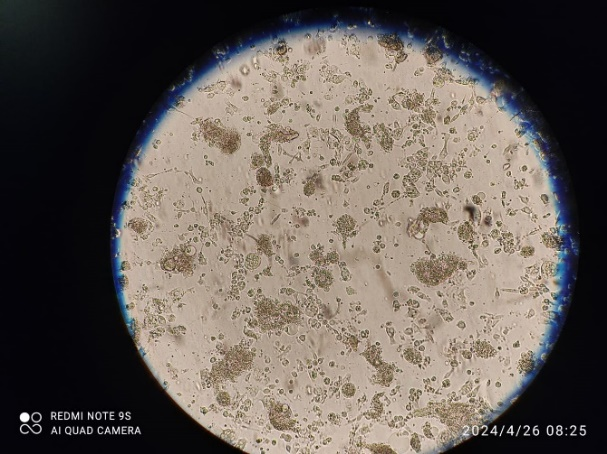 REDMI NOTE 9S
AI QUAD CAMERA
2024/4/26 08:25